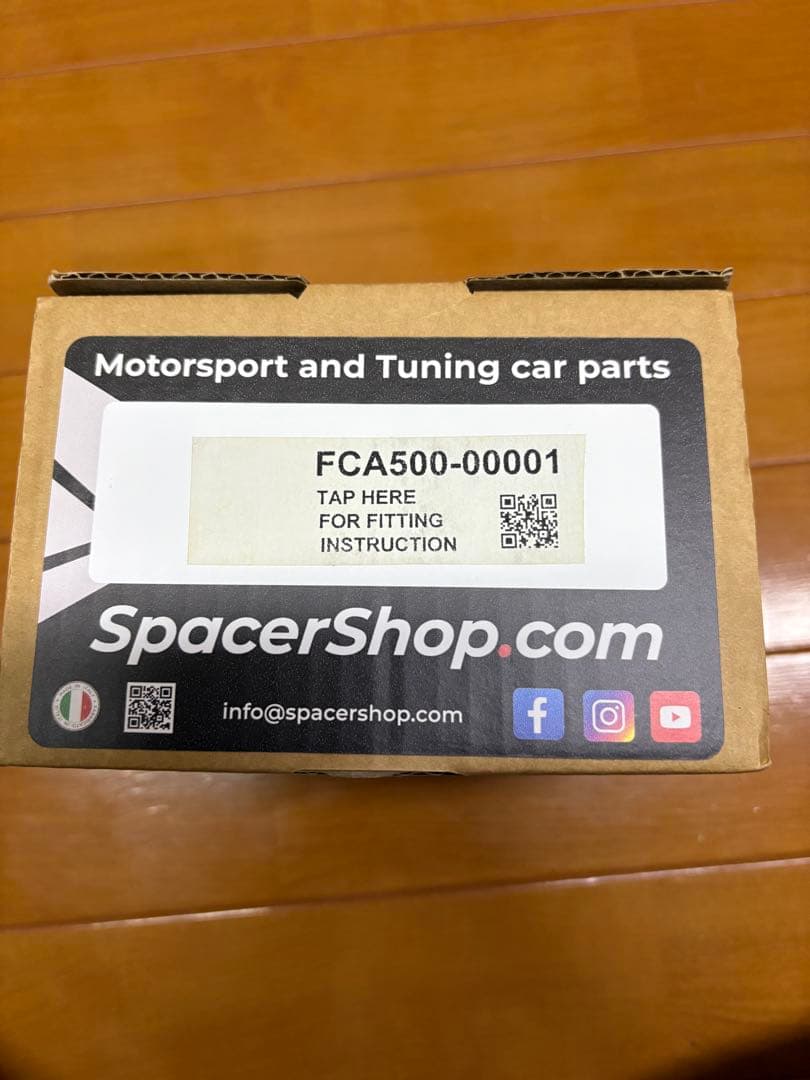 Motorsport and Tuning car parts
FCA500-00001
TAP HERE
FOR FITTING
INSTRUCTION
SpacerShop.com
info@spacershop.com